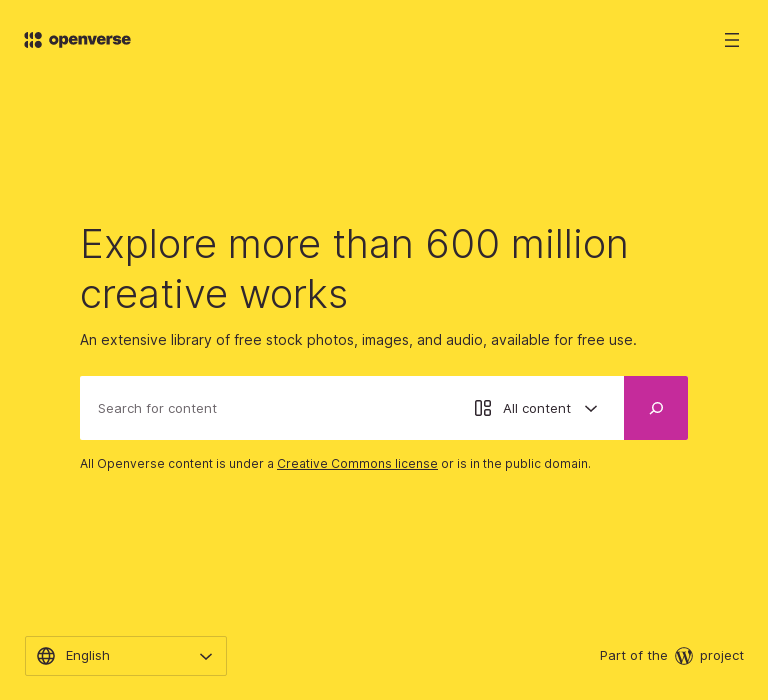 openverse
Explore more than 600 million
creative works
An extensive library of free stock photos, images, and audio, available for free use.
Search for content
All content
All Openverse content is under a Creative Commons license or is in the public domain.
English
Part of the project